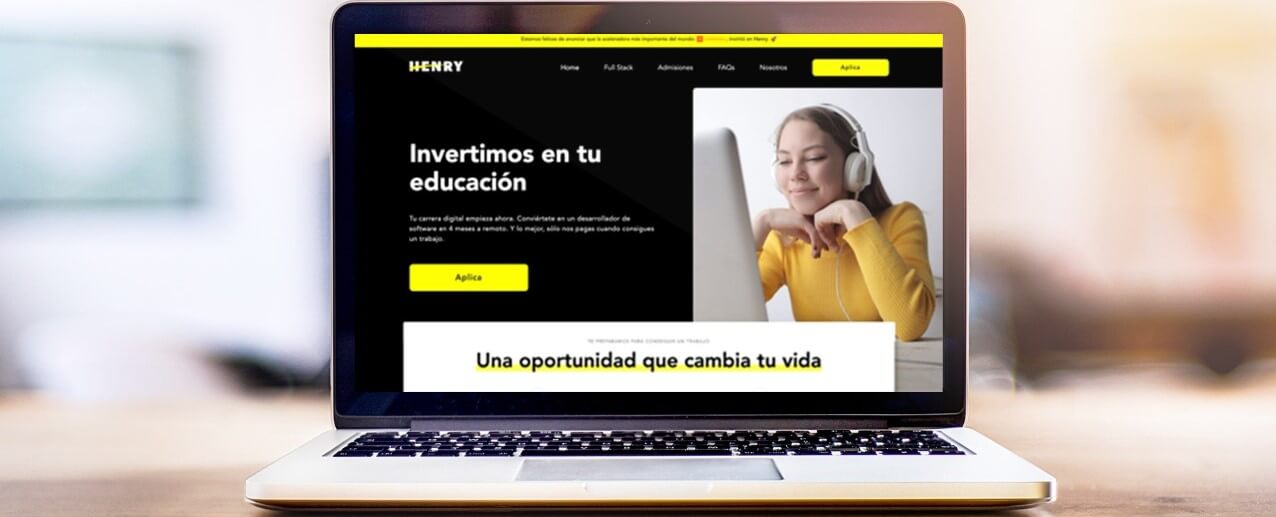 Estamos felices de anunciar que la aceleradora más importante del mundo invirtió en Henry 🚀
HENRY
Home Full Stack Admisiones FAQs Nosotros Aplica
Invertimos en tu
educación
Tu carrera digital empieza ahora. Conviértete en un desarrollador de
software en 4 meses a remoto. Y lo mejor, sólo nos pagas cuando consigues
un trabajo.
Aplica
TE PREPARAMOS PARA CONSEGUIR UN TRABAJO
Una oportunidad que cambia tu vida